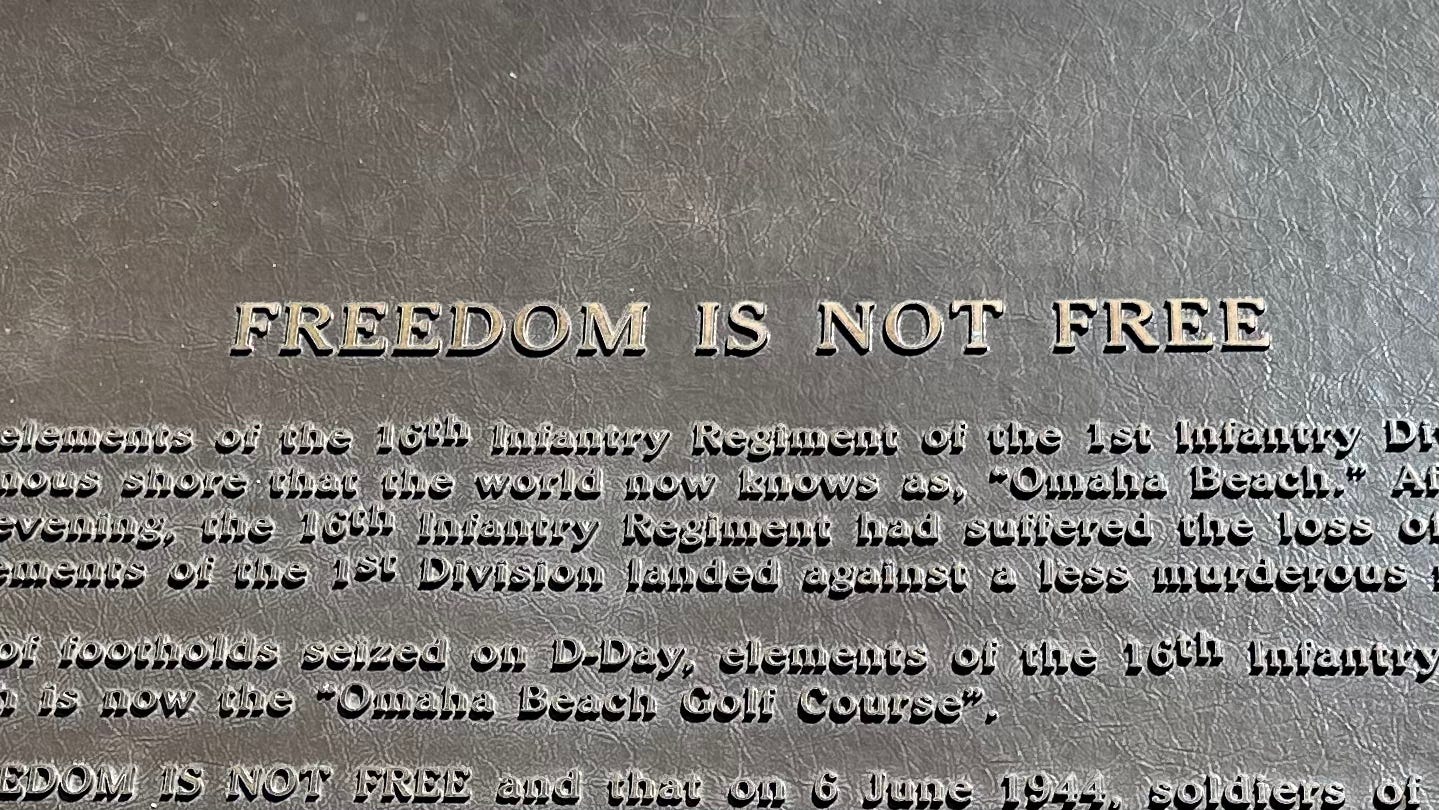 FREEDOM IS NOT FREE
elements of the 16th Infantry Regiment of the 1st Infantry Di
nous shore that the world now knows as, "Omaha Beach." Af
evening, the 16th Infantry Regiment had suffered the loss of
ements of the 1st Division landed against a less murderous
of footholds seized on D-Day, elements of the 16th Infantry
h is now the "Omaha Beach Golf Course".
EDOM IS NOT FREE and that on 6 June 1944, soldiers of